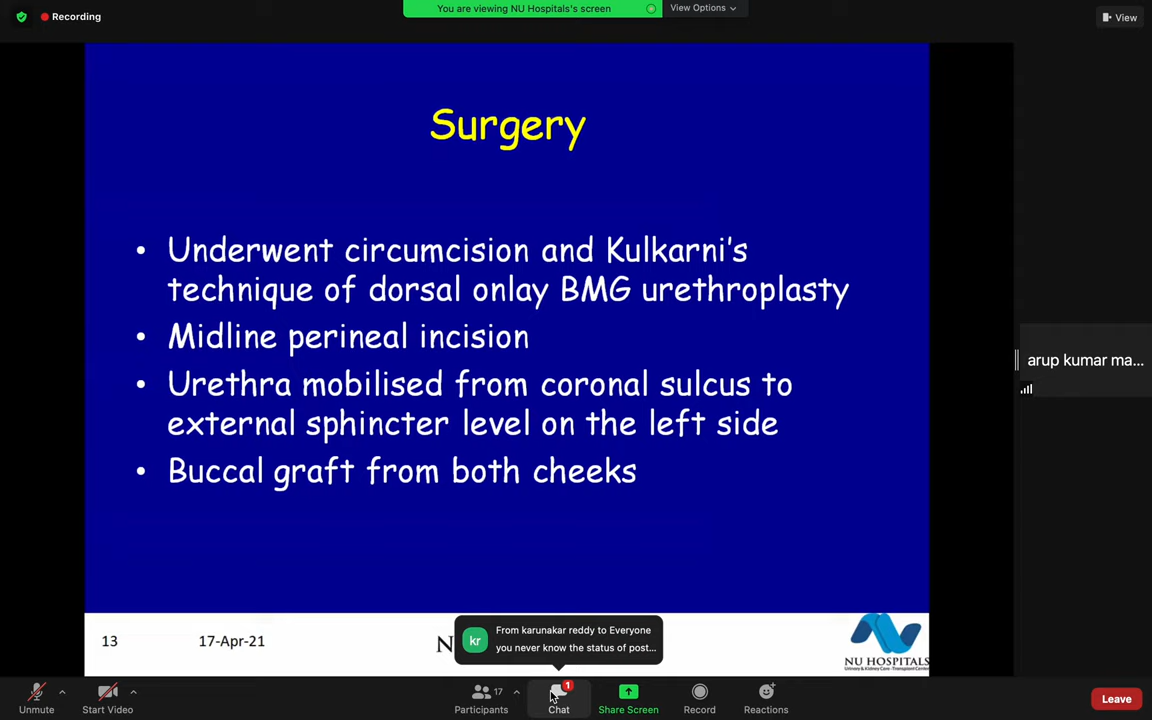 Recording
You are viewing NU Hospitals's screen
View Options
View
Surgery
• Underwent circumcision and Kulkarni's
technique of dorsal onlay BMG urethroplasty
• Midline perineal incision
• Urethra mobilised from coronal sulcus to
external sphincter level on the left side
• Buccal graft from both cheeks
arup kumar ma...
13
17-Apr-21
N
kr
From karunakar reddy to Everyone
you never know the status of post...
NU HOSPITALS
Unmute
Start Video
17
Participants
1
Chat
Share Screen
Record
Reactions
Leave